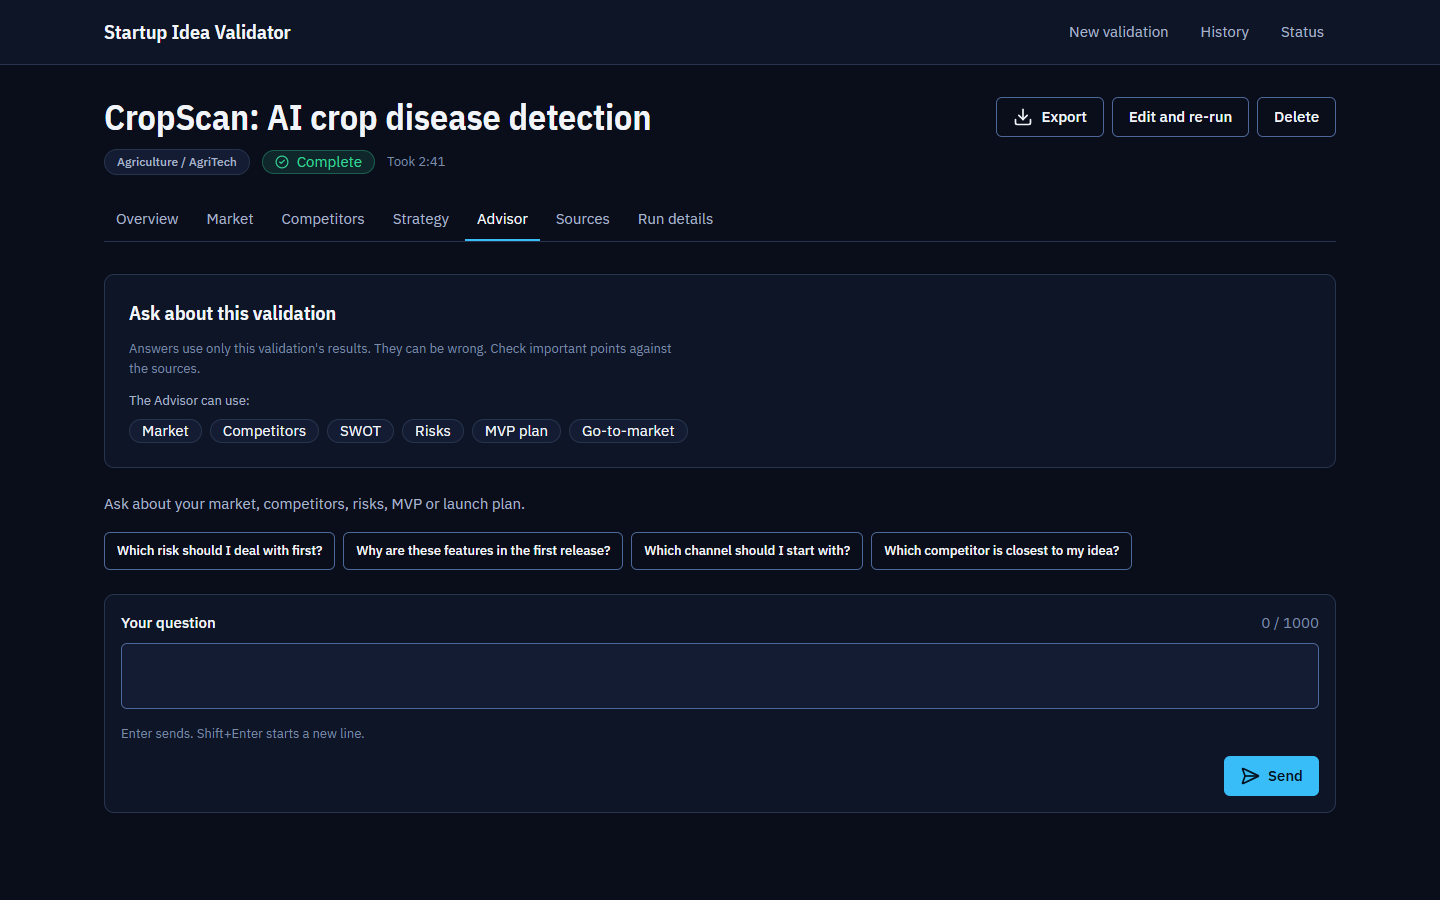 Startup Idea Validator
New validation
History
Status
CropScan: AI crop disease detection
Export
Edit and re-run
Delete
Agriculture / AgriTech
Complete
Took 2:41
Overview
Market
Competitors
Strategy
Advisor
Sources
Run details
Ask about this validation
Answers use only this validation's results. They can be wrong. Check important points against
the sources.
The Advisor can use:
Market
Competitors
SWOT
Risks
MVP plan
Go-to-market
Ask about your market, competitors, risks, MVP or launch plan.
Which risk should I deal with first?
Why are these features in the first release?
Which channel should I start with?
Which competitor is closest to my idea?
Your question
0 / 1000
Enter sends. Shift+Enter starts a new line.
Send